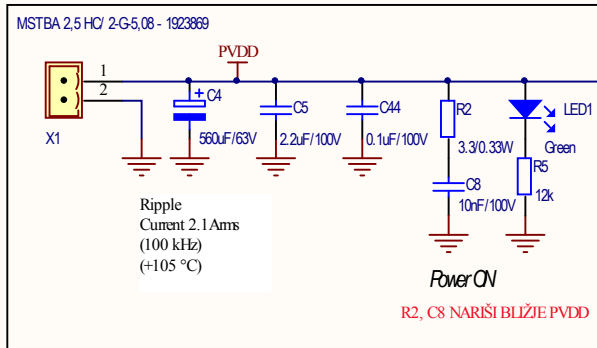 MSTBA 2,5 HC/ 2-G-5,08 - 1923869
PVDD
1
2
X1
+
C4
560uF/63V
C5
2.2uF/100V
C44
0.1uF/100V
R2
3.3/0.33W
C8
10nF/100V
LED1
Green
R5
12k
Ripple
Current 2.1Arms
(100 kHz)
(+105 °C)
Power ON
R2, C8 NARIŠI BLIŽJE PVDD